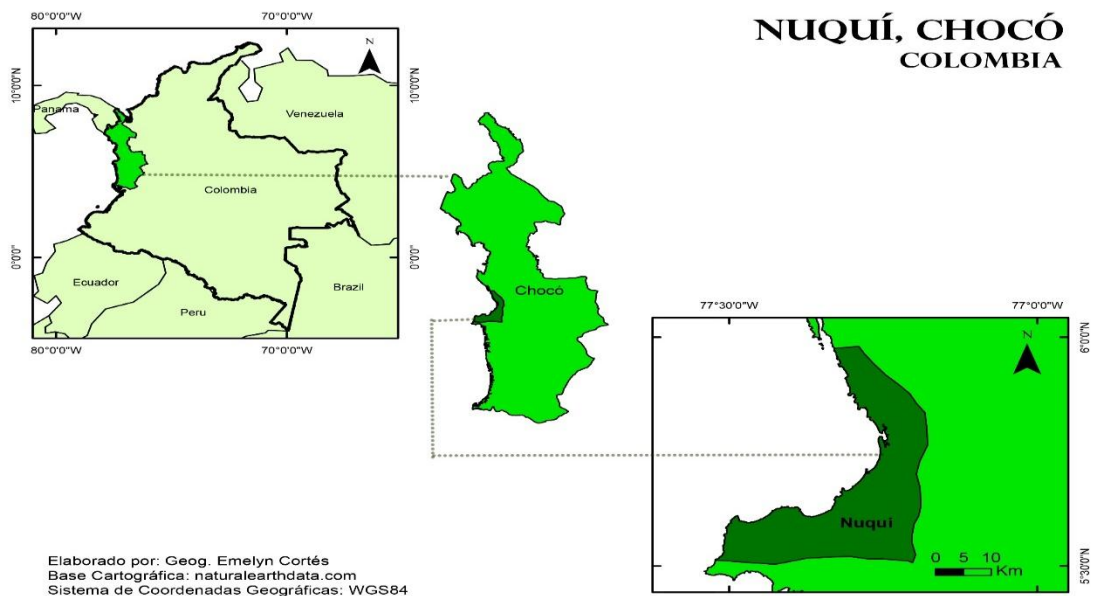 NUQUÍ, CHOCÓ
COLOMBIA
80°0'0"W
70°0'0"W
N
10°0'0"N
10°0'0"N
Panama
Venezuela
Colombia
0°0'0"
0°0'0"
Ecuador
Brazil
Peru
80°0'0"W
70°0'0"W
Chocó
77°30'0"W
77°0'0"W
6°0'0"N
N
Nuquí
0 5 10
Km
5°30'0"N
Elaborado por: Geog. Emelyn Cortés
Base Cartográfica: naturalearthdata.com
Sistema de Coordenadas Geográficas: WGS84